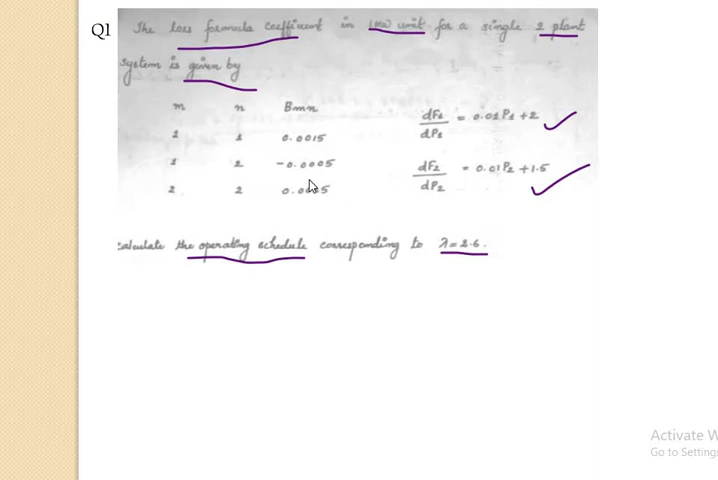 Q1 The loss formula coefficient in MW unit for a single 2 plant
system is given by
m n Bmn dF1/dP1 = 0.01P1+2
1 1 0.0015
1 2 -0.0005 dF2/dP2 = 0.01P2+1.5
2 2
calculate the operating schedule corresponding to λ=2.6.
Activate W
Go to Settings